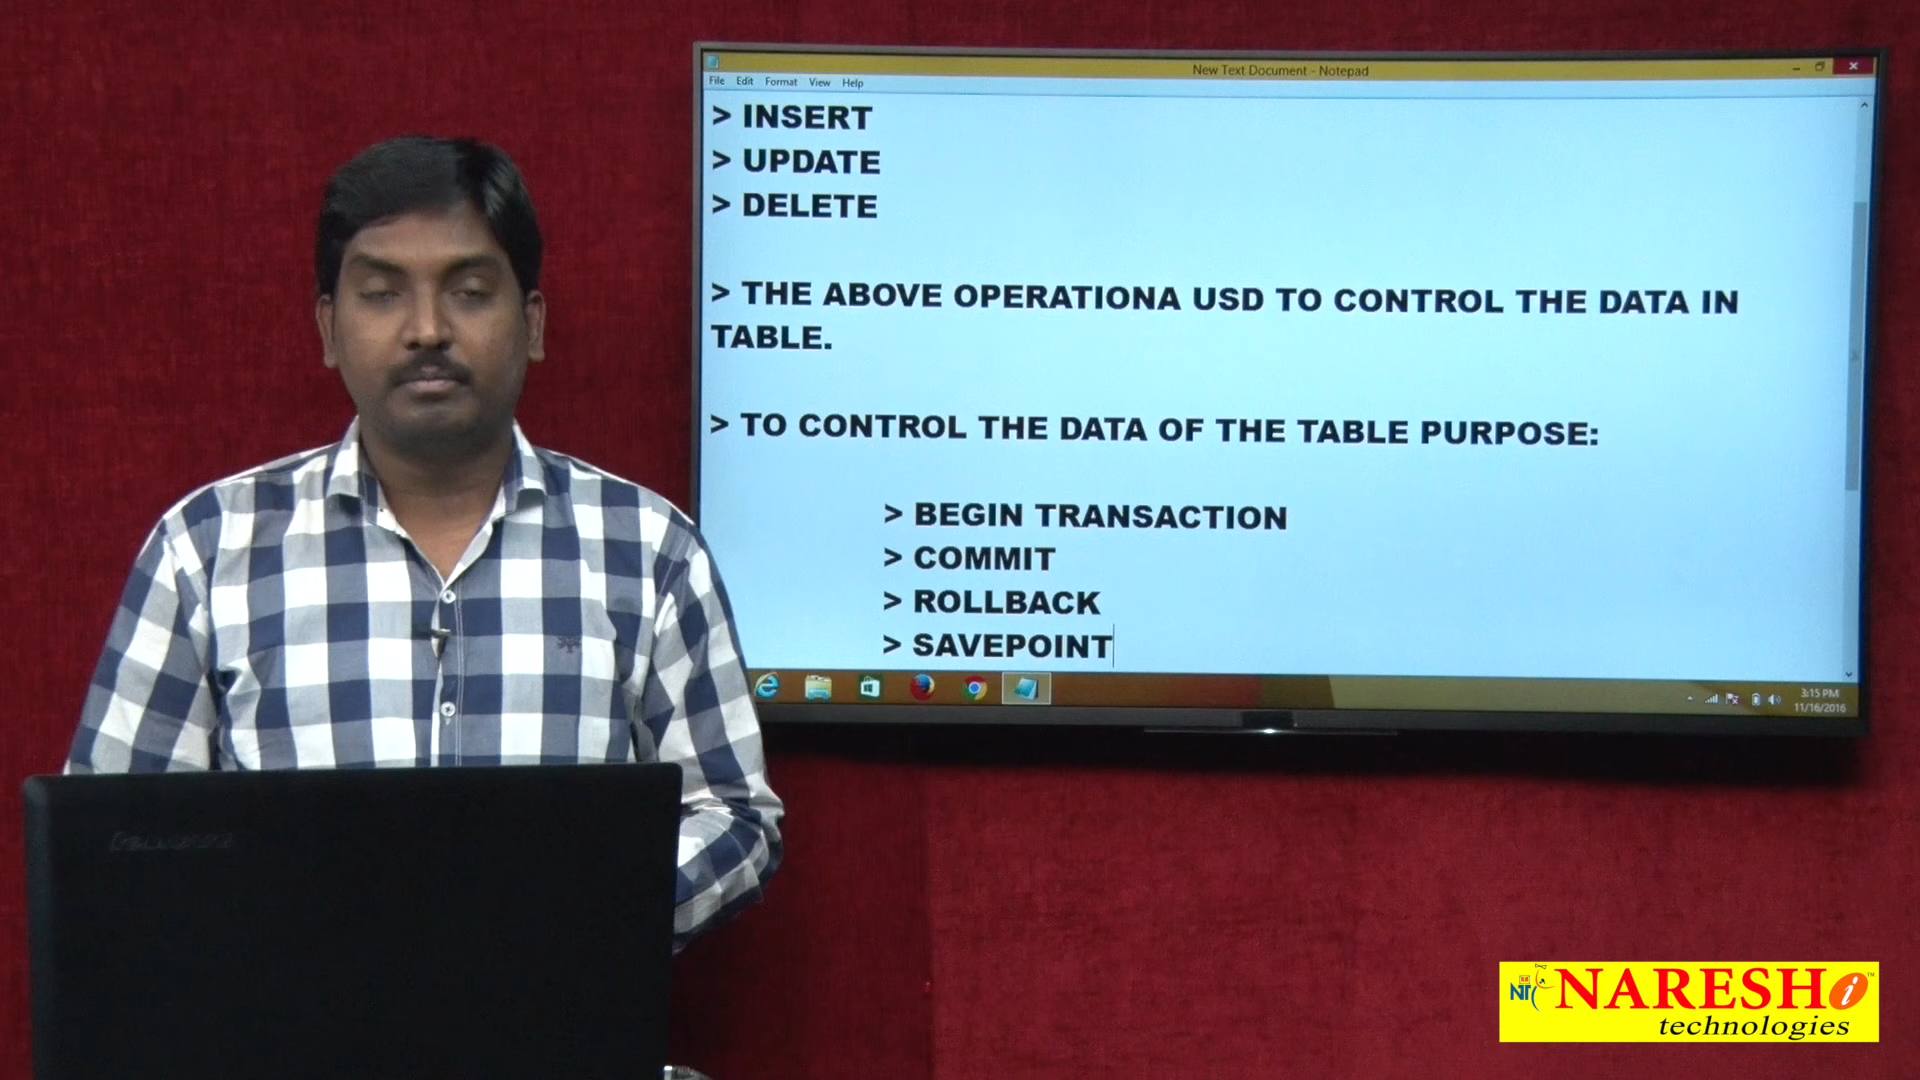 New Text Document - Notepad
File Edit Format View Help
> INSERT
> UPDATE
> DELETE
> THE ABOVE OPERATIONA USD TO CONTROL THE DATA IN
TABLE.
> TO CONTROL THE DATA OF THE TABLE PURPOSE:
> BEGIN TRANSACTION
> COMMIT
> ROLLBACK
> SAVEPOINT
3:15 PM
11/16/2016
NARESH i ™
technologies